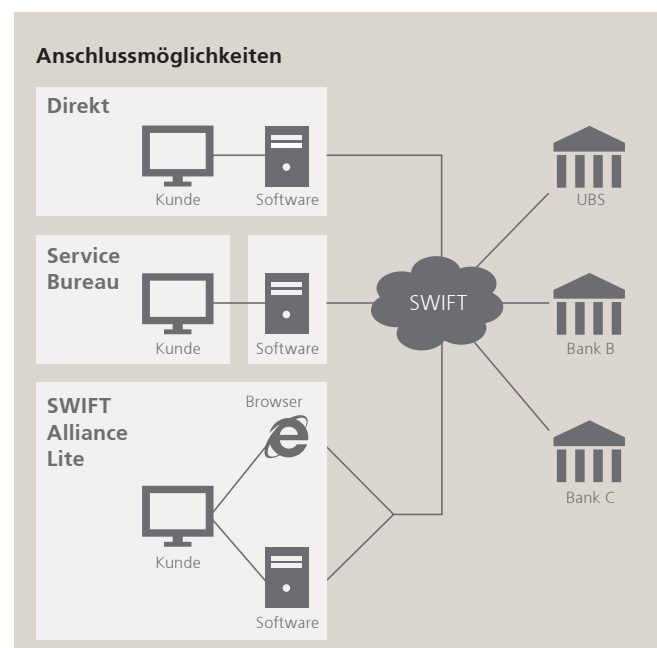 Anschlussmöglichkeiten
Direkt
Kunde
Software
Service
Bureau
Kunde
Software
SWIFT
Alliance
Lite
Browser
Kunde
Software
SWIFT
UBS
Bank B
Bank C